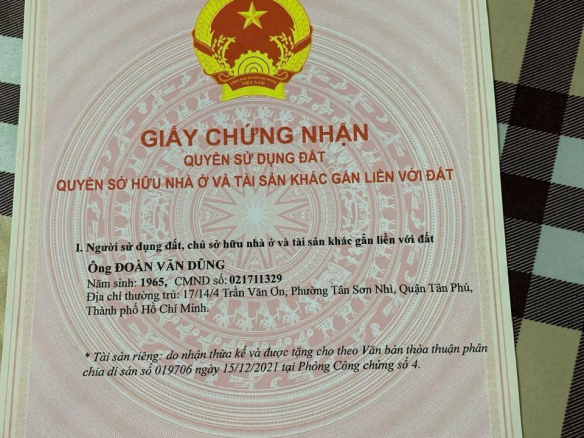 VIỆT NAM
GIẤY CHỨNG NHẬN
QUYỀN SỬ DỤNG ĐẤT
QUYỀN SỞ HỮU NHÀ Ở VÀ TÀI SẢN KHÁC GẮN LIỀN VỚI ĐẤT
I. Người sử dụng đất, chủ sở hữu nhà ở và tài sản khác gắn liền với đất
Ông ĐOÀN VĂN DŨNG
Năm sinh: 1965, CMND số: 021711329
Địa chỉ thường trú: 17/14/4 Trần Văn Ơn, Phường Tân Sơn Nhì, Quận Tân Phú,
Thành phố Hồ Chí Minh.
* Tài sản riêng: do nhận thừa kế và được tặng cho theo Văn bản thỏa thuận phân
chia di sản số 019706 ngày 15/12/2021 tại Phòng Công chứng số 4.